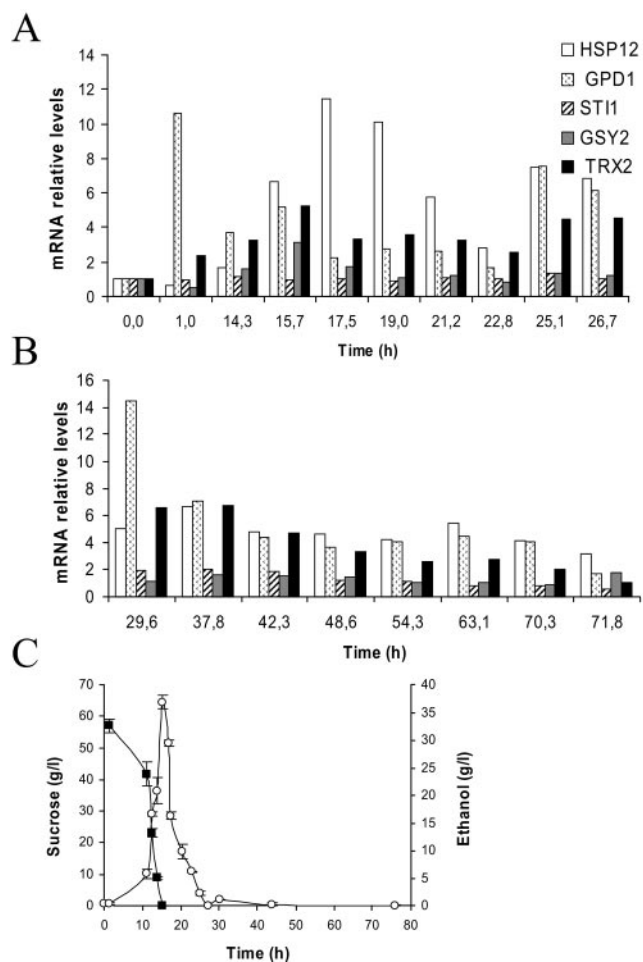 A
HSP12
GPD1
STI1
GSY2
TRX2
mRNA relative levels
14
12
10
8
6
4
2
0
0,0 1,0 14,3 15,7 17,5 19,0 21,2 22,8 25,1 26,7
Time (h)
B
mRNA relative levels
16
14
12
10
8
6
4
2
0
29,6 37,8 42,3 48,6 54,3 63,1 70,3 71,8
Time (h)
C
Sucrose (g/l)
70
60
50
40
30
20
10
0
40
35
30
25
20
15
10
5
0
Ethanol (g/l)
0 20 40 60 80
Time (h)